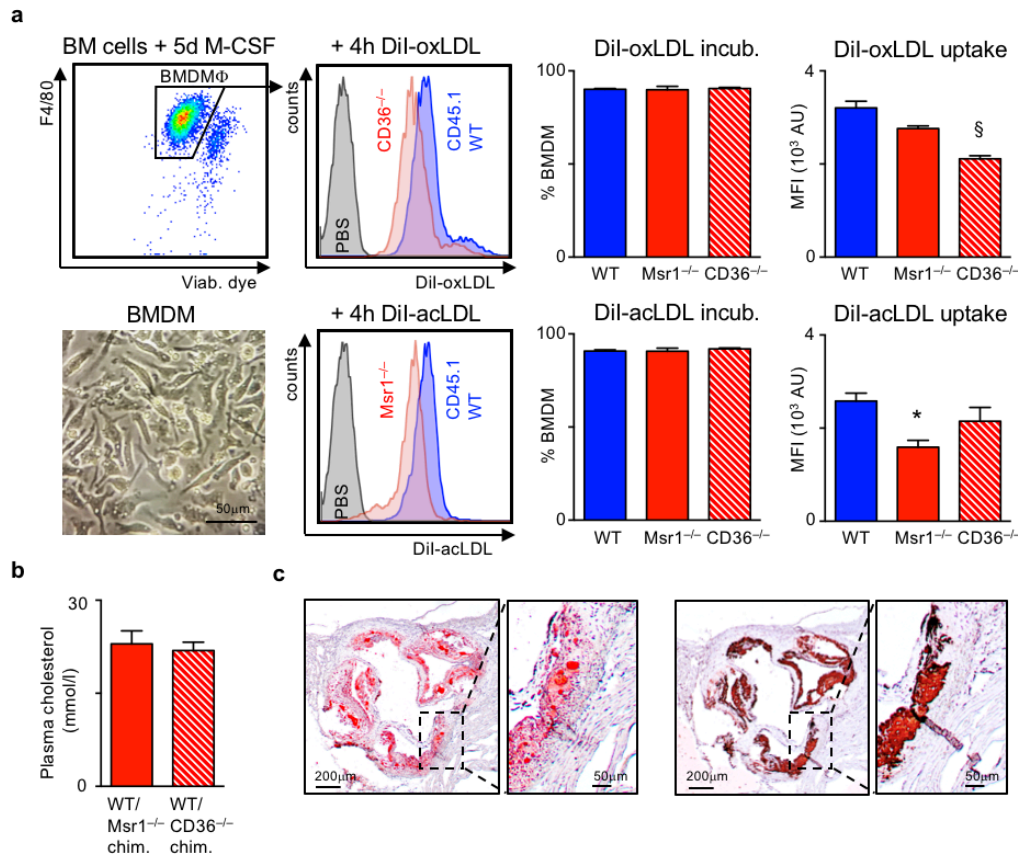 a
BM cells + 5d M-CSF
F4/80
BMDMΦ
Viab. dye
+ 4h DiI-oxLDL
counts
PBS
CD36–/–
CD45.1
WT
DiI-oxLDL
DiI-oxLDL incub.
% BMDM
100
0
WT
Msr1–/–
CD36–/–
DiI-oxLDL uptake
MFI (10³ AU)
4
0
§
WT
Msr1–/–
CD36–/–
BMDM
50μm
+ 4h DiI-acLDL
counts
PBS
Msr1–/–
CD45.1
WT
DiI-acLDL
DiI-acLDL incub.
% BMDM
100
0
WT
Msr1–/–
CD36–/–
DiI-acLDL uptake
MFI (10³ AU)
4
0
*
WT
Msr1–/–
CD36–/–
b
Plasma cholesterol
(mmol/l)
30
0
WT/
Msr1–/–
chim.
WT/
CD36–/–
chim.
c
200μm
50μm
200μm
50μm